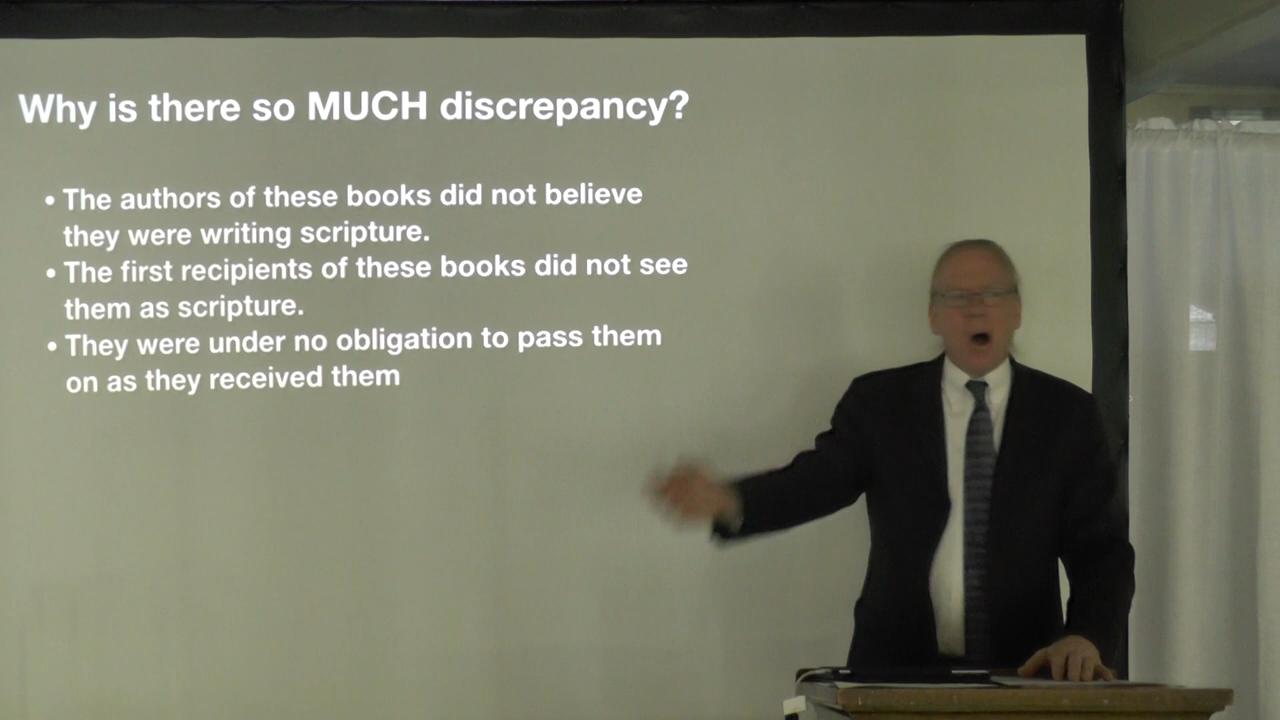 Why is there so MUCH discrepancy?
• The authors of these books did not believe
they were writing scripture.
• The first recipients of these books did not see
them as scripture.
• They were under no obligation to pass them
on as they received them